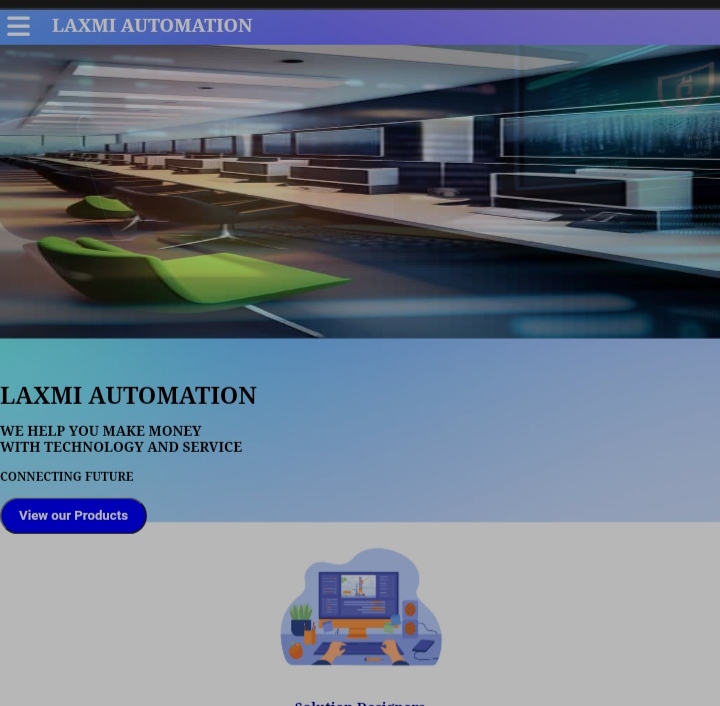 LAXMI AUTOMATION
LAXMI AUTOMATION
WE HELP YOU MAKE MONEY
WITH TECHNOLOGY AND SERVICE
CONNECTING FUTURE
View our Products
Solution Designers